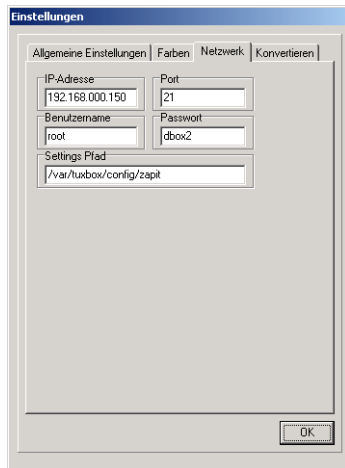 Einstellungen
Allgemeine Einstellungen Farben Netzwerk Konvertieren
IP-Adresse Port
192.168.000.150 21
Benutzername Passwort
root dbox2
Settings Pfad
/var/tuxbox/config/zapit
OK